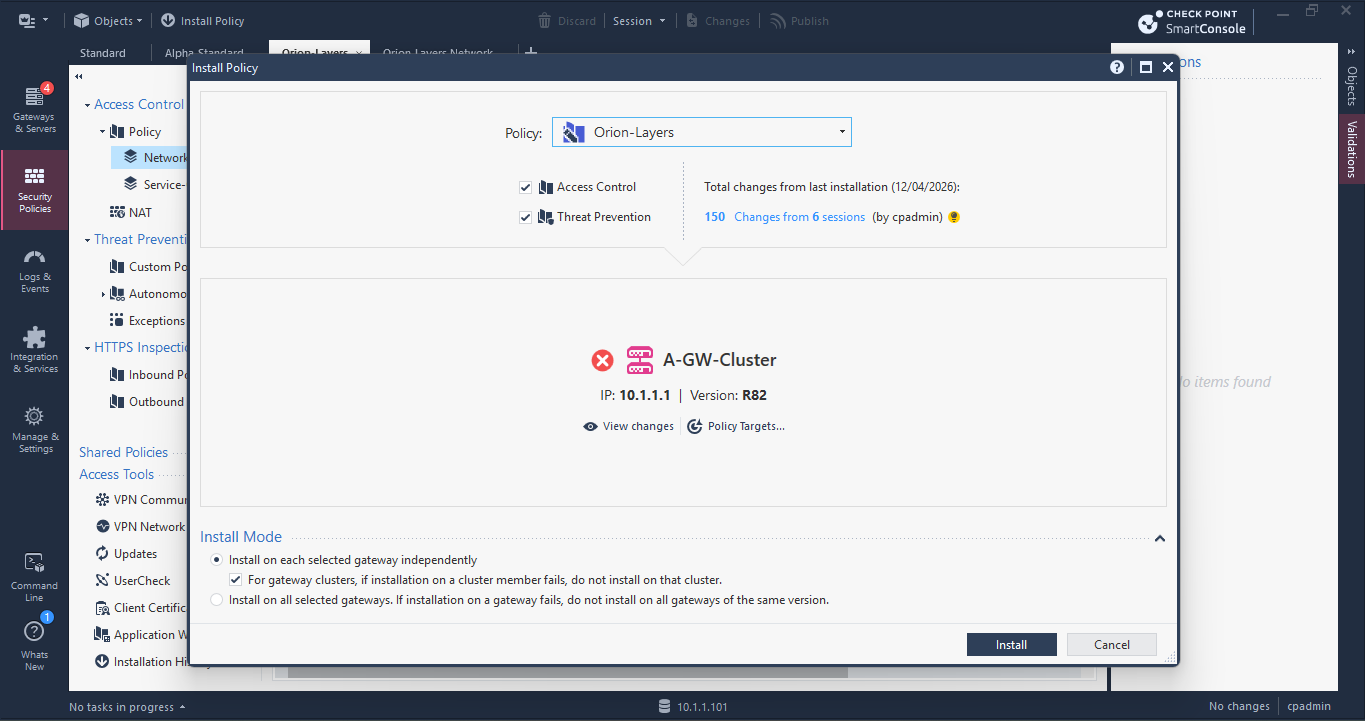 Objects
Install Policy
Discard
Session
Changes
Publish
CHECK POINT
SmartConsole
Standard
Alpha-Standard
Orion-Layers
Orion-Layers Network
4
Gateways
& Servers
Security
Policies
Logs &
Events
Integration
& Services
Manage &
Settings
Command
Line
1
Whats
New
Access Control
Policy
Network
Service-
NAT
Threat Preventi
Custom Po
Autonomo
Exceptions
HTTPS Inspectio
Inbound Po
Outbound
Shared Policies
Access Tools
VPN Commun
VPN Network
Updates
UserCheck
Client Certific
Application W
Installation Hi
Install Policy
Policy:
Orion-Layers
Access Control
Threat Prevention
Total changes from last installation (12/04/2026):
150 Changes from 6 sessions (by cpadmin)
A-GW-Cluster
IP: 10.1.1.1 | Version: R82
View changes
Policy Targets...
Install Mode
Install on each selected gateway independently
For gateway clusters, if installation on a cluster member fails, do not install on that cluster.
Install on all selected gateways. If installation on a gateway fails, do not install on all gateways of the same version.
Install
Cancel
ons
o items found
Objects
Validations
No tasks in progress
10.1.1.101
No changes
cpadmin